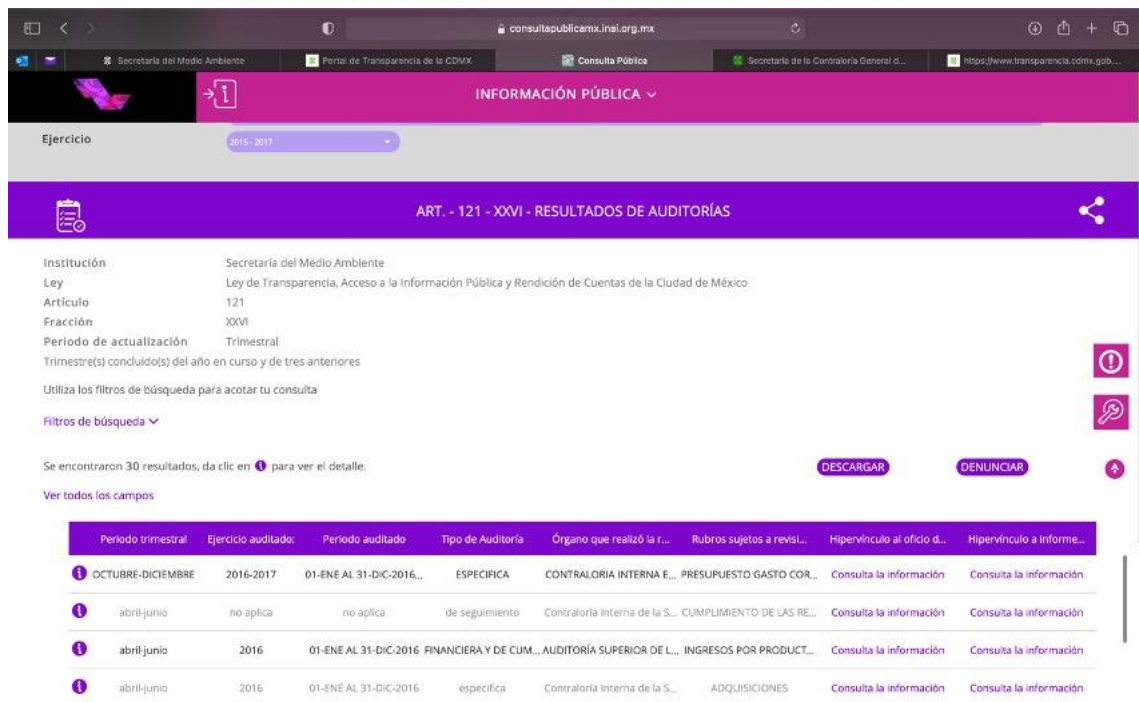 consultapublicamx.inai.org.mx
Secretaría del Medio Ambiente
Portal de Transparencia de la CDMX
Consulta Pública
Secretaría de la Contraloría General d...
https://www.transparencia.cdmx.gob....
INFORMACIÓN PÚBLICA
Ejercicio
2015 - 2017
ART. - 121 - XXVI - RESULTADOS DE AUDITORÍAS
Institución Secretaría del Medio Ambiente
Ley Ley de Transparencia, Acceso a la Información Pública y Rendición de Cuentas de la Ciudad de México
Artículo 121
Fracción XXVI
Periodo de actualización Trimestral
Trimestre(s) concluido(s) del año en curso y de tres anteriores
Utiliza los filtros de búsqueda para acotar tu consulta
Filtros de búsqueda
Se encontraron 30 resultados, da clic en i para ver el detalle.
DESCARGAR DENUNCIAR
Ver todos los campos
Periodo trimestral Ejercicio auditado: Periodo auditado Tipo de Auditoría Órgano que realizó la r... Rubros sujetos a revisi... Hipervínculo al oficio d... Hipervínculo a informe...
OCTUBRE-DICIEMBRE 2016-2017 01-ENE AL 31-DIC-2016,... ESPECIFICA CONTRALORIA INTERNA E... PRESUPUESTO GASTO COR... Consulta la información Consulta la información
abril-junio no aplica no aplica de seguimiento Contraloría Interna de la S... CUMPLIMIENTO DE LAS RE... Consulta la información Consulta la información
abril-junio 2016 01-ENE AL 31-DIC-2016 FINANCIERA Y DE CUM... AUDITORÍA SUPERIOR DE L... INGRESOS POR PRODUCT... Consulta la información Consulta la información
abril-junio 2016 01-ENE AL 31-DIC-2016 especifica Contraloría Interna de la S... ADQUISICIONES Consulta la información Consulta la información